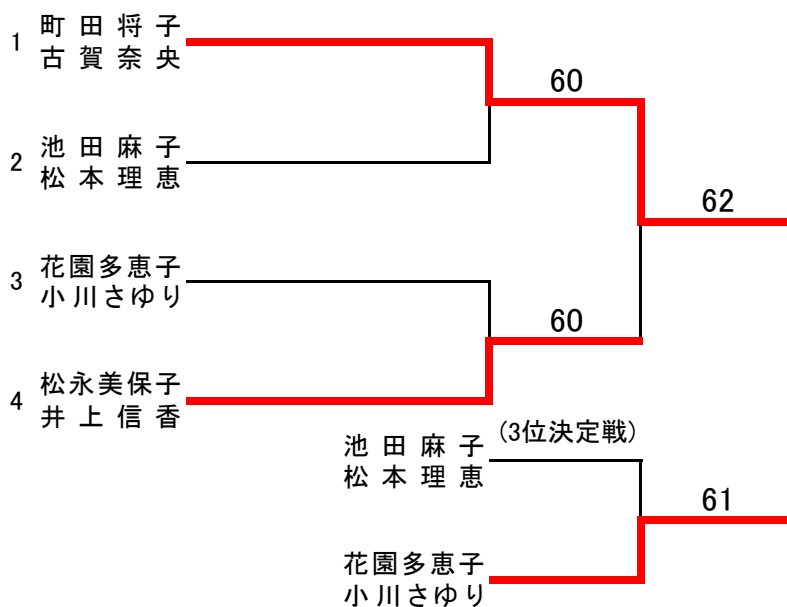 1 町田将子
古賀奈央
60
2 池田麻子
松本理恵
62
3 花園多恵子
小川さゆり
60
4 松永美保子
井上信香
池田麻子 (3位決定戦)
松本理恵
61
花園多恵子
小川さゆり